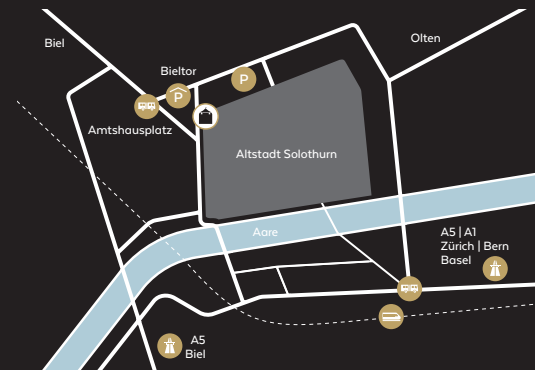 Biel
Olten
Bieltor
P
P
Amtshausplatz
Altstadt Solothurn
Aare
A5 | A1
Zürich | Bern
Basel
A5
Biel